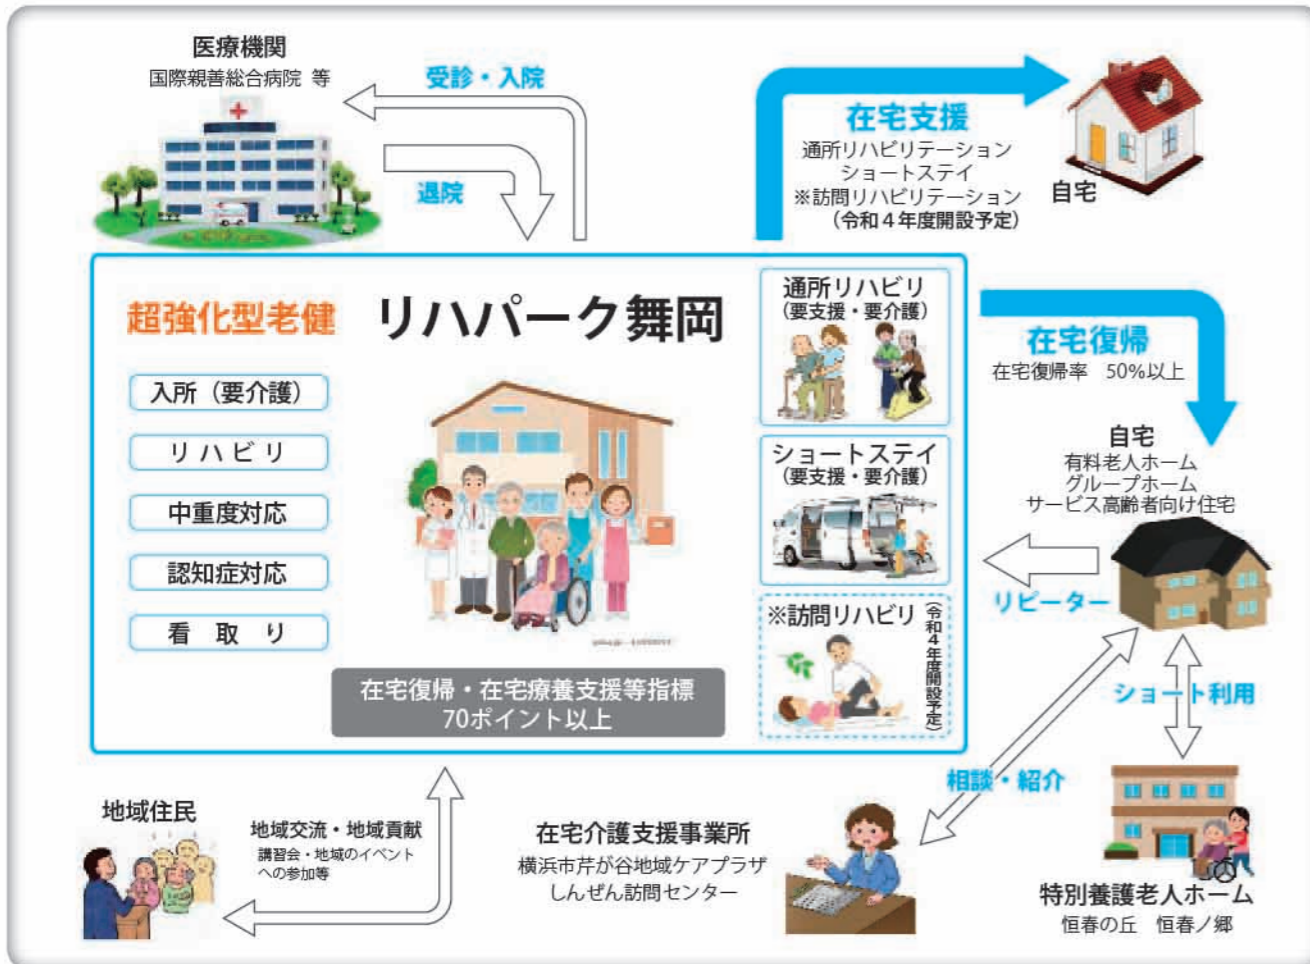 医療機関
国際親善総合病院 等
受診・入院
退院
在宅支援
通所リハビリテーション
ショートステイ
※訪問リハビリテーション
（令和４年度開設予定）
自宅
超強化型老健
リハパーク舞岡
入所（要介護）
リハビリ
中重度対応
認知症対応
看取り
在宅復帰・在宅療養支援等指標
70ポイント以上
通所リハビリ
（要支援・要介護）
ショートステイ
（要支援・要介護）
※訪問リハビリ
（令和４年度開設予定）
在宅復帰
在宅復帰率　50%以上
自宅
有料老人ホーム
グループホーム
サービス高齢者向け住宅
リピーター
ショート利用
相談・紹介
地域住民
地域交流・地域貢献
講習会・地域のイベント
への参加等
在宅介護支援事業所
横浜市芹が谷地域ケアプラザ
しんぜん訪問センター
特別養護老人ホーム
恒春の丘　恒春ノ郷